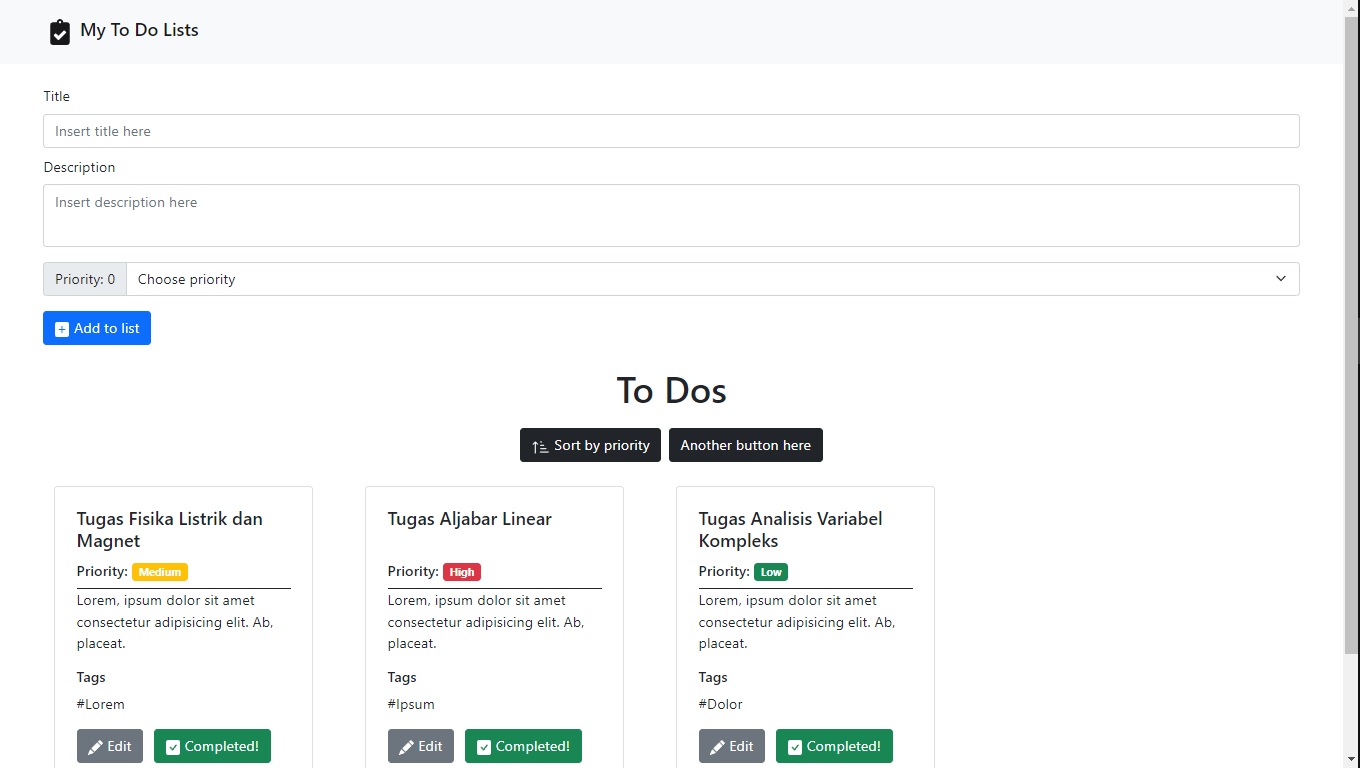 My To Do Lists
Title
Insert title here
Description
Insert description here
Priority: 0 Choose priority
Add to list
To Dos
Sort by priority Another button here
Tugas Fisika Listrik dan
Magnet
Priority: Medium
Lorem, ipsum dolor sit amet
consectetur adipisicing elit. Ab,
placeat.
Tags
#Lorem
Edit Completed!
Tugas Aljabar Linear
Priority: High
Lorem, ipsum dolor sit amet
consectetur adipisicing elit. Ab,
placeat.
Tags
#Ipsum
Edit Completed!
Tugas Analisis Variabel
Kompleks
Priority: Low
Lorem, ipsum dolor sit amet
consectetur adipisicing elit. Ab,
placeat.
Tags
#Dolor
Edit Completed!